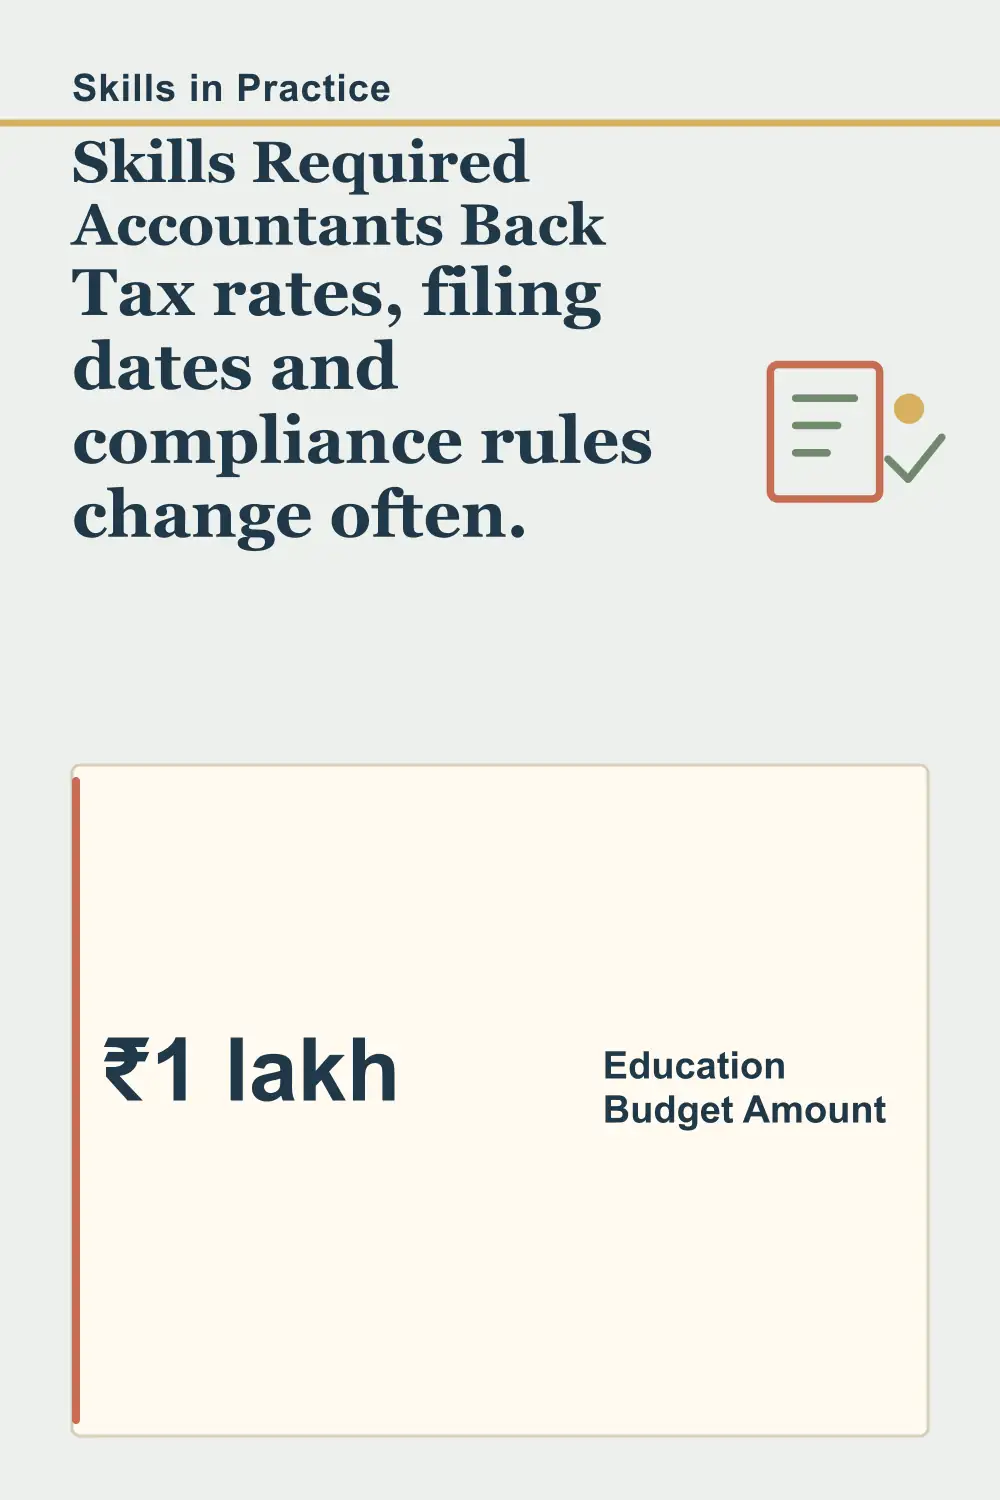 Skills in Practice
Skills Required
Accountants Back
Tax rates, filing
dates and
compliance rules
change often.
₹1 lakh
Education
Budget Amount